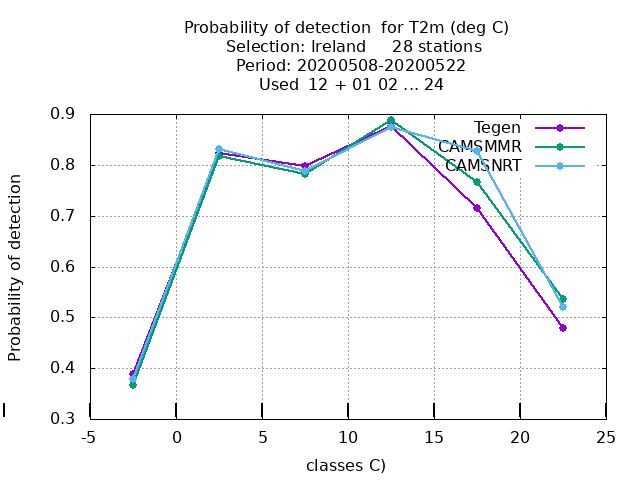 Probability of detection  for T2m (deg C)
Selection: Ireland     28 stations
Period: 20200508-20200522
Used  12 + 01 02 ... 24
0.9
0.8
0.7
0.6
0.5
0.4
0.3
Probability of detection
Tegen
CAMSMMR
CAMSNRT
-5
0
5
10
15
20
25
classes C)